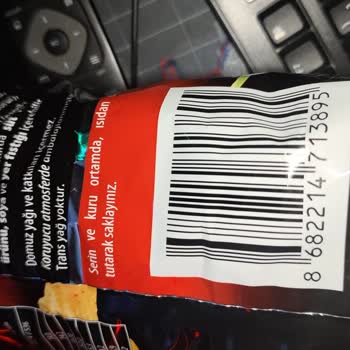 ürünü, soya ve yer fıstığı içerebilir.
Domuz yağı ve katkıları içermez.
Koruyucu atmosferde ambalajlanmıştır.
Trans yağ yoktur.
Serin ve kuru ortamda, ısıdan
tutarak saklayınız.
8 682214 713895